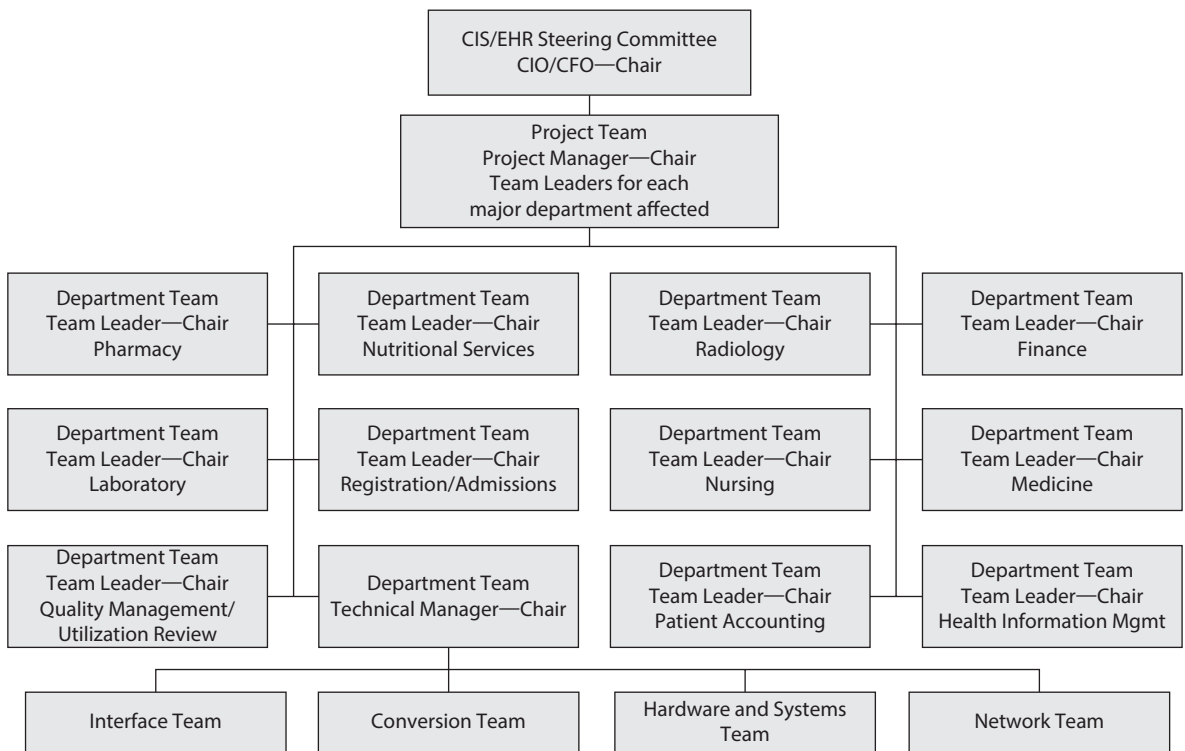 CIS/EHR Steering Committee
CIO/CFO—Chair
Project Team
Project Manager—Chair
Team Leaders for each
major department affected
Department Team
Team Leader—Chair
Pharmacy
Department Team
Team Leader—Chair
Nutritional Services
Department Team
Team Leader—Chair
Radiology
Department Team
Team Leader—Chair
Finance
Department Team
Team Leader—Chair
Laboratory
Department Team
Team Leader—Chair
Registration/Admissions
Department Team
Team Leader—Chair
Nursing
Department Team
Team Leader—Chair
Medicine
Department Team
Team Leader—Chair
Quality Management/
Utilization Review
Department Team
Technical Manager—Chair
Department Team
Team Leader—Chair
Patient Accounting
Department Team
Team Leader—Chair
Health Information Mgmt
Interface Team
Conversion Team
Hardware and Systems
Team
Network Team